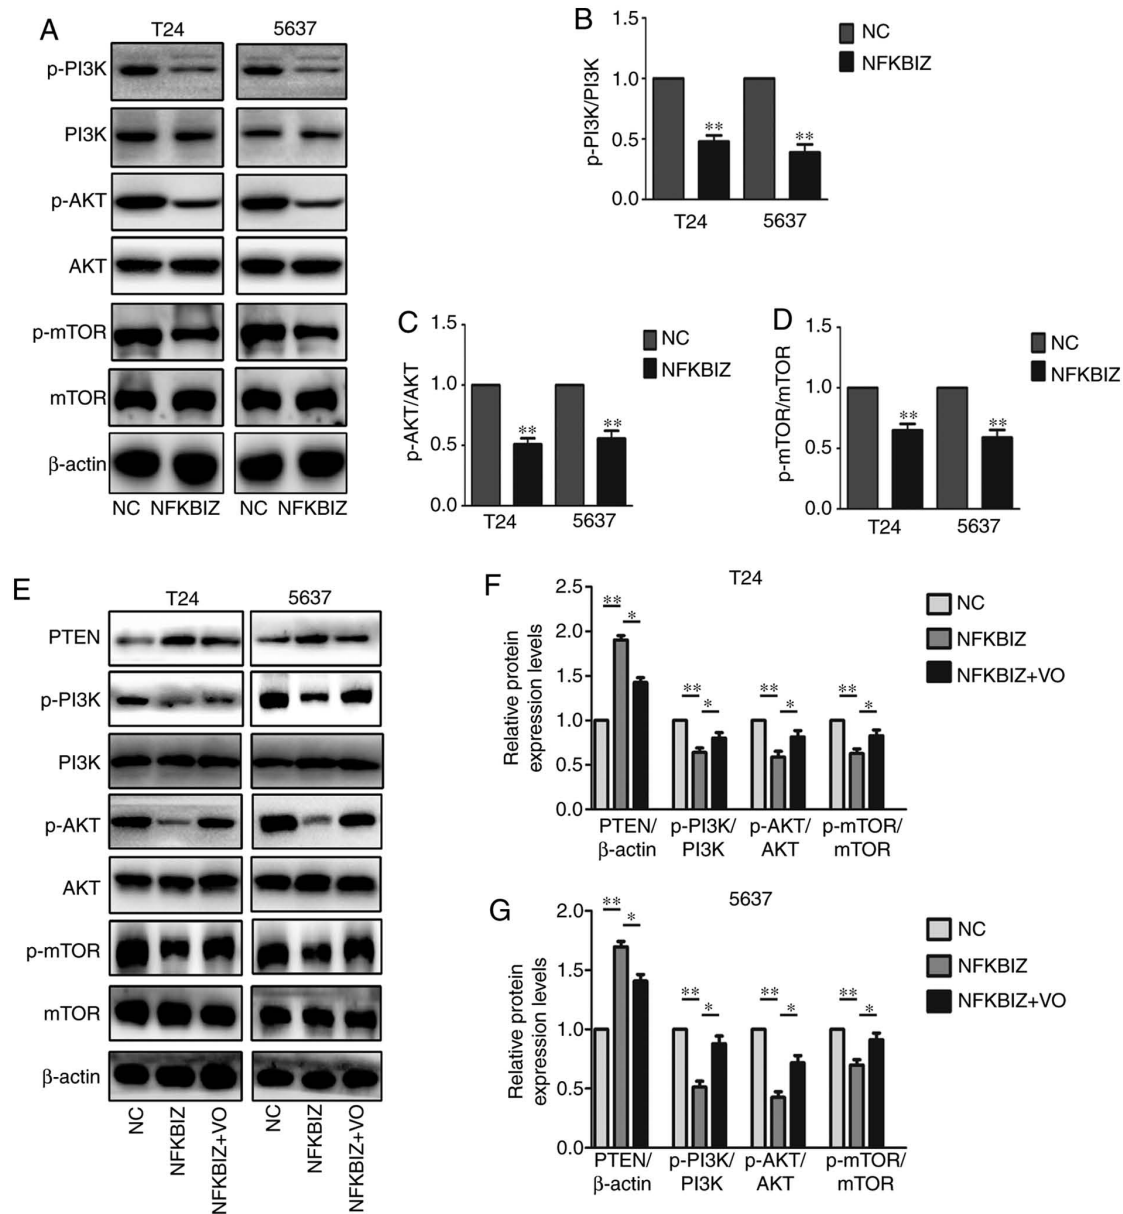 A
T24 5637
p-PI3K
PI3K
p-AKT
AKT
p-mTOR
mTOR
β-actin
NC NFKBIZ NC NFKBIZ
B
1.5
1.0
0.5
0.0
p-PI3K/PI3K
** **
T24 5637
NC
NFKBIZ
C
1.5
1.0
0.5
0.0
p-AKT/AKT
** **
T24 5637
NC
NFKBIZ
D
1.5
1.0
0.5
0.0
p-mTOR/mTOR
** **
T24 5637
NC
NFKBIZ
E
T24 5637
PTEN
p-PI3K
PI3K
p-AKT
AKT
p-mTOR
mTOR
β-actin
NC NFKBIZ NFKBIZ+VO NC NFKBIZ NFKBIZ+VO
F
T24
2.5
2.0
1.5
1.0
0.5
0.0
Relative protein
expression levels
** * ** * ** * ** *
PTEN/ p-PI3K/ p-AKT/ p-mTOR/
β-actin PI3K AKT mTOR
NC
NFKBIZ
NFKBIZ+VO
G
5637
2.0
1.5
1.0
0.5
0.0
Relative protein
expression levels
** * ** * ** * ** *
PTEN/ p-PI3K/ p-AKT/ p-mTOR/
β-actin PI3K AKT mTOR
NC
NFKBIZ
NFKBIZ+VO